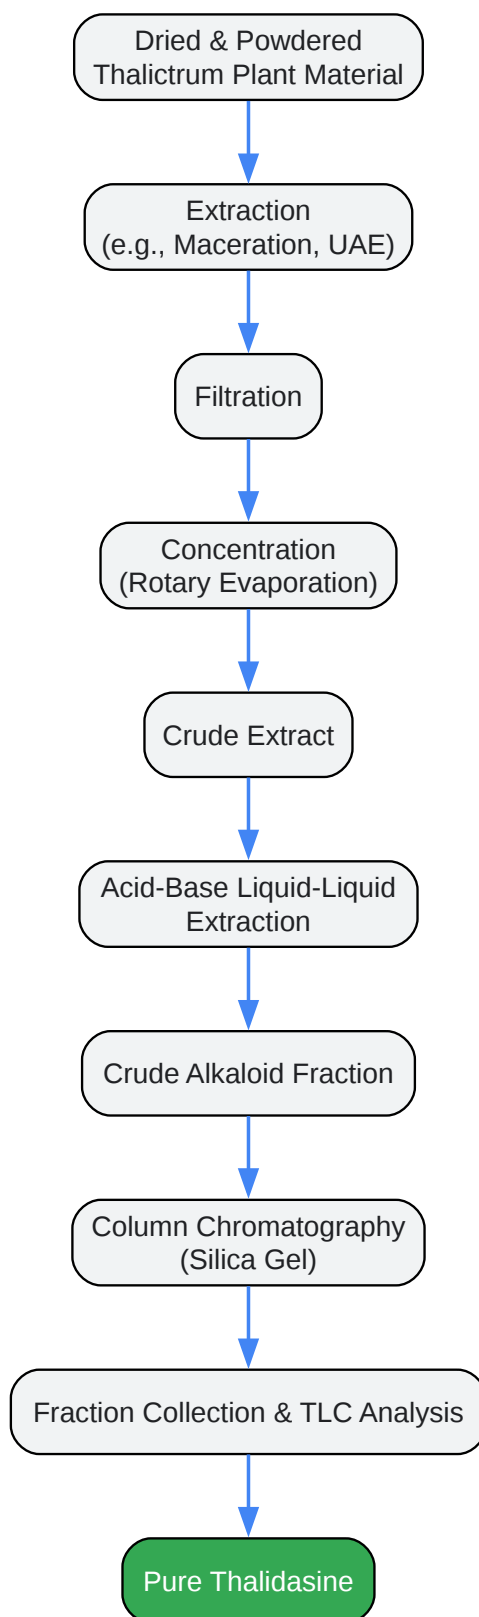 Dried & Powdered
Thalictrum Plant Material
Extraction
(e.g., Maceration, UAE)
Filtration
Concentration
(Rotary Evaporation)
Crude Extract
Acid-Base Liquid-Liquid
Extraction
Crude Alkaloid Fraction
Column Chromatography
(Silica Gel)
Fraction Collection & TLC Analysis
Pure Thalidasine